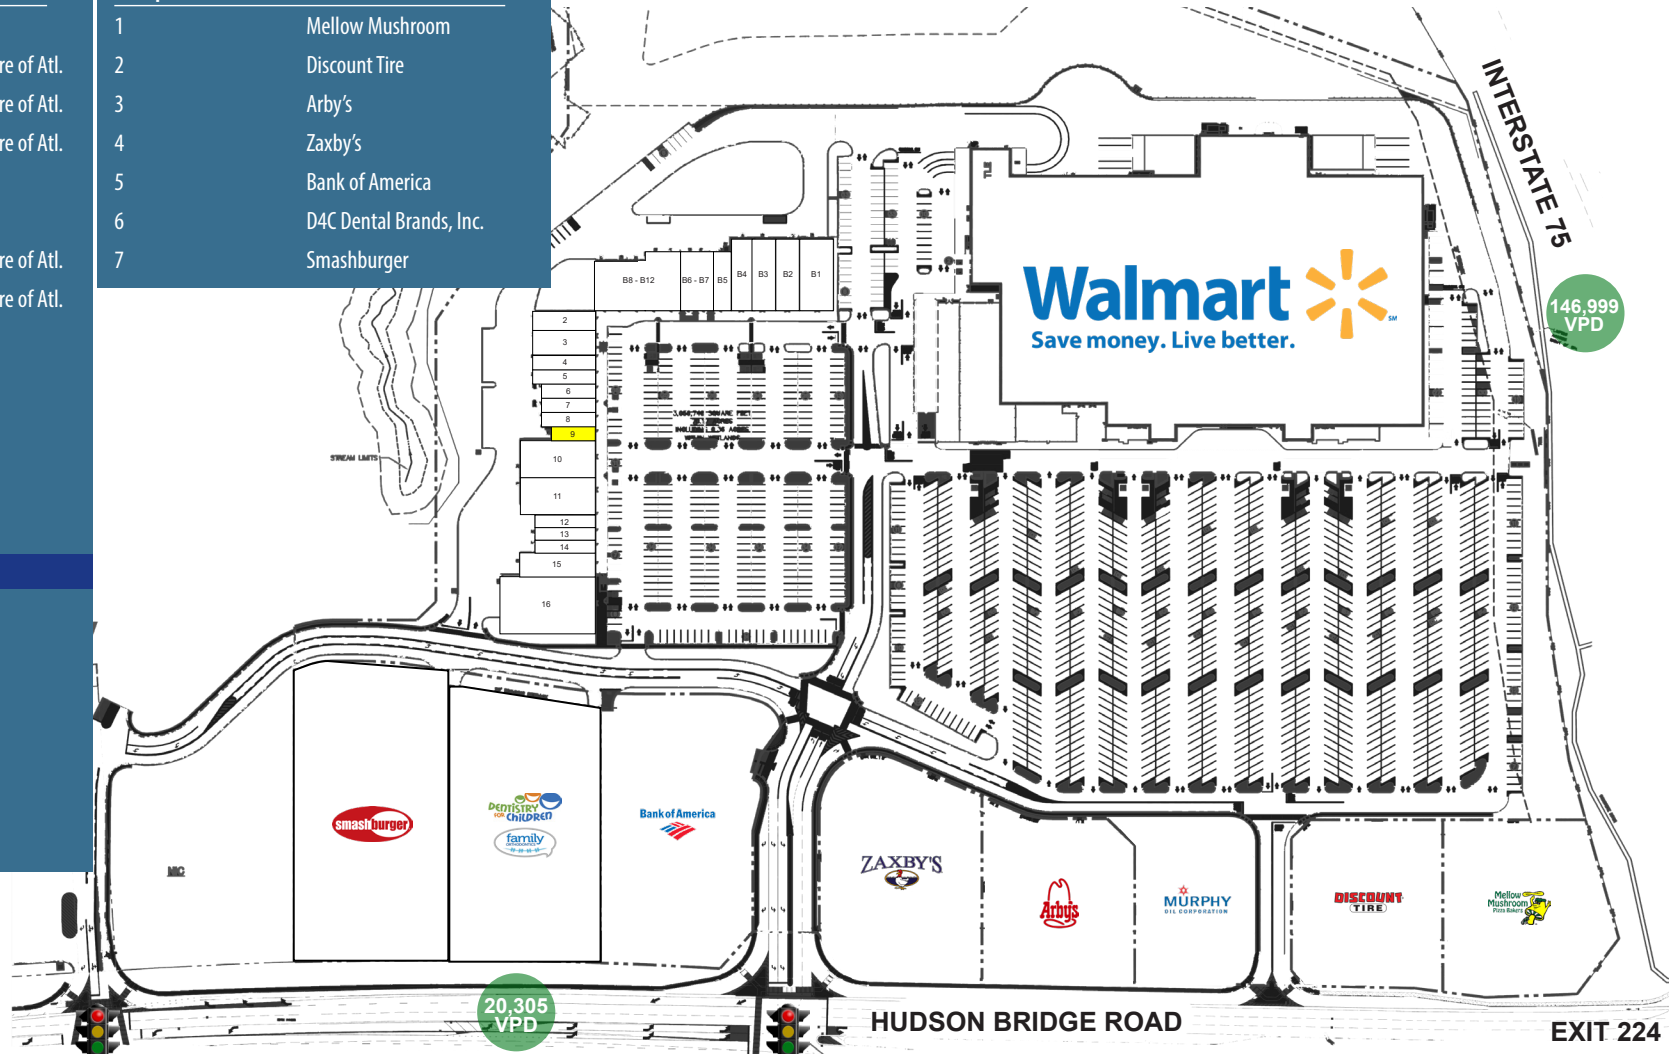 re of Atl.
re of Atl.
re of Atl.
re of Atl.
re of Atl.
1 Mellow Mushroom
2 Discount Tire
3 Arby's
4 Zaxby's
5 Bank of America
6 D4C Dental Brands, Inc.
7 Smashburger
INTERSTATE 75
146,999
VPD
TLE
Walmart
SM
Save money. Live better.
B8 - B12
B6 - B7
B5
B4
B3
B2
B1
2
3
4
5
6
7
8
9
10
11
12
13
14
15
16
STREAM LIMITS
smashburger
DENTISTRY
FOR CHILDREN
family
ORTHODONTICS
Bank of America
ZAXBY'S
Arby's
MURPHY
OIL CORPORATION
DISCOUNT
TIRE
Mellow
Mushroom
Pizza Bakers
20,305
VPD
HUDSON BRIDGE ROAD
EXIT 224